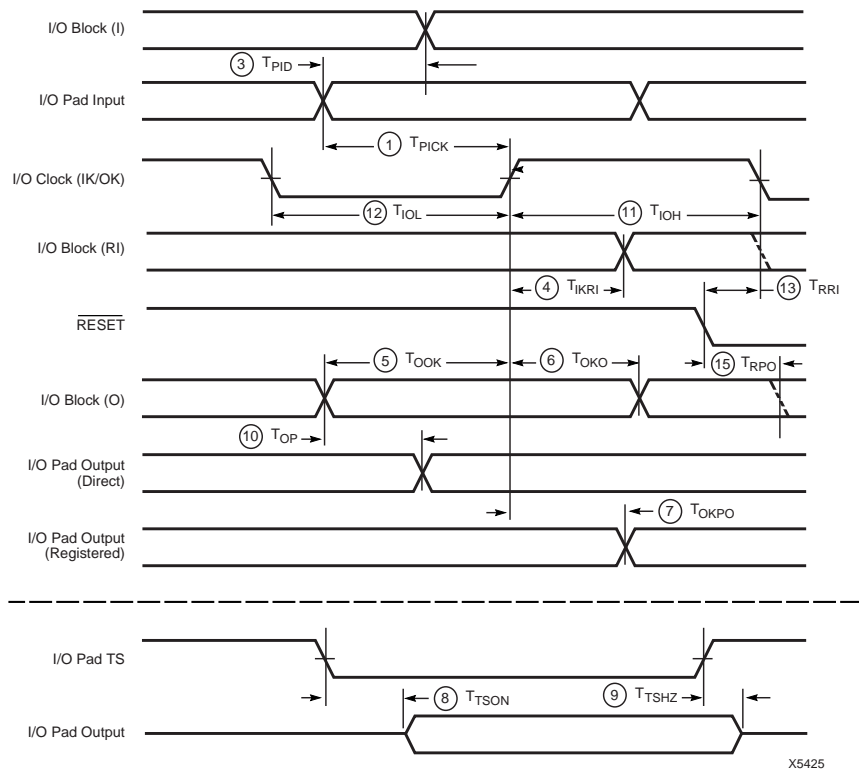 I/O Block (I)
3 TPID
I/O Pad Input
1 TPICK
I/O Clock (IK/OK)
12 TIOL
11 TIOH
I/O Block (RI)
4 TIKRI
13 TRRI
RESET
5 TOOK
6 TOKO
15 TRPO
I/O Block (O)
10 TOP
I/O Pad Output
(Direct)
7 TOKPO
I/O Pad Output
(Registered)
I/O Pad TS
8 TTSON
9 TTSHZ
I/O Pad Output
X5425